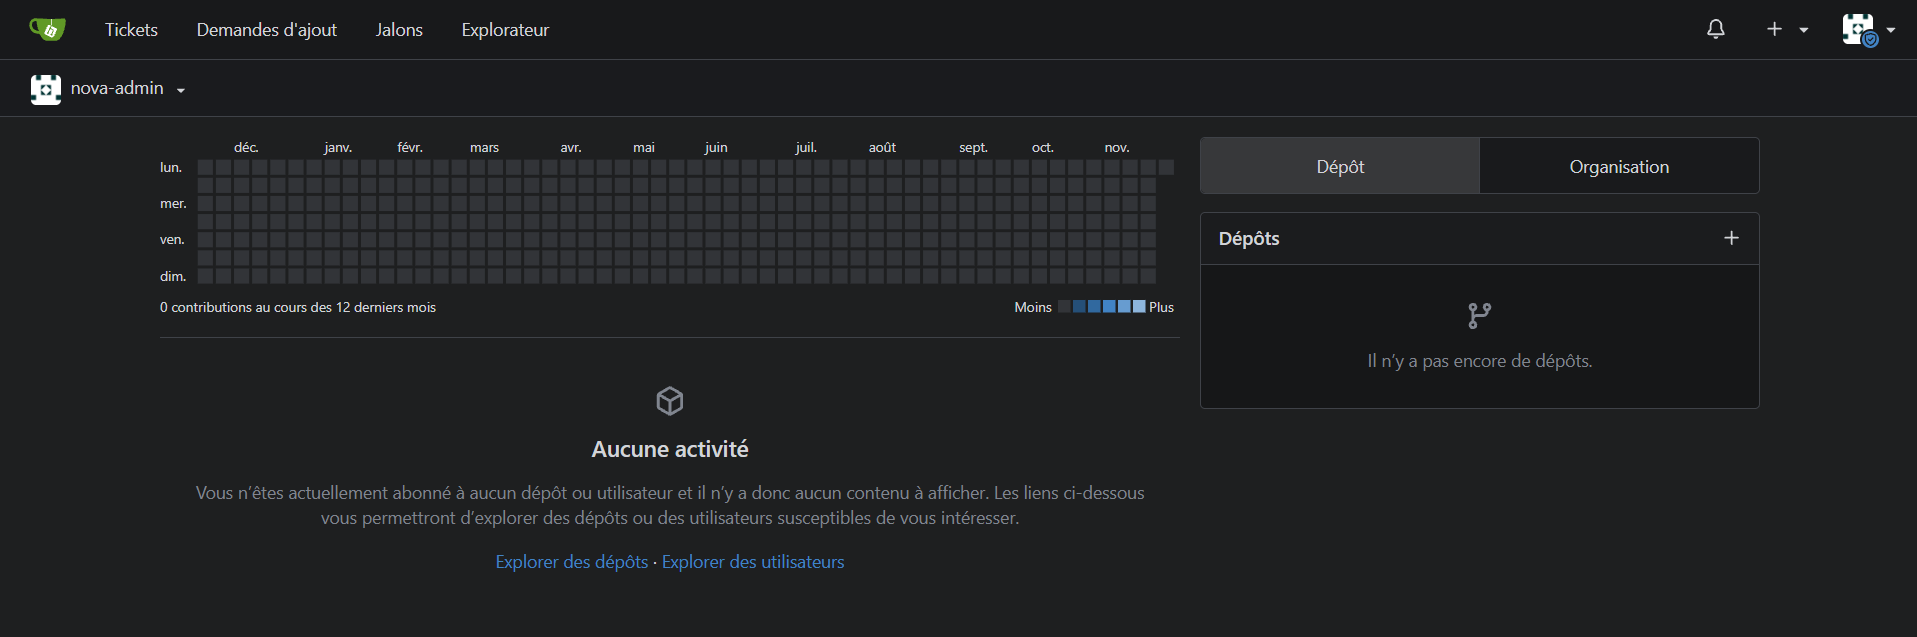 Tickets Demandes d'ajout Jalons Explorateur
nova-admin
déc. janv. févr. mars avr. mai juin juil. août sept. oct. nov.
lun.
mer.
ven.
dim.
0 contributions au cours des 12 derniers mois Moins Plus
Aucune activité
Vous n’êtes actuellement abonné à aucun dépôt ou utilisateur et il n’y a donc aucun contenu à afficher. Les liens ci-dessous
vous permettront d’explorer des dépôts ou des utilisateurs susceptibles de vous intéresser.
Explorer des dépôts · Explorer des utilisateurs
Dépôt Organisation
Dépôts
Il n’y a pas encore de dépôts.